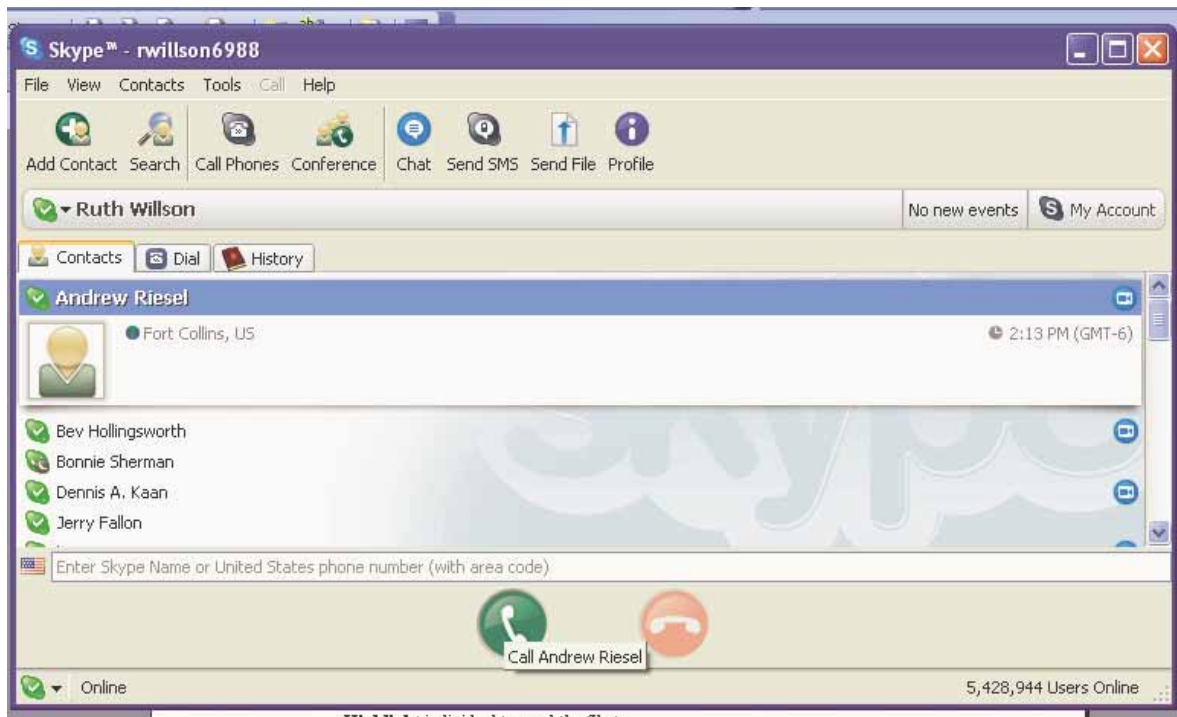 Skype™ - rwillson6988
File View Contacts Tools Call Help
Add Contact Search Call Phones Conference Chat Send SMS Send File Profile
Ruth Willson No new events My Account
Contacts Dial History
Andrew Riesel
Fort Collins, US 2:13 PM (GMT-6)
skype
Bev Hollingsworth
Bonnie Sherman
Dennis A. Kaan
Jerry Fallon
Enter Skype Name or United States phone number (with area code)
Call Andrew Riesel
Online 5,428,944 Users Online